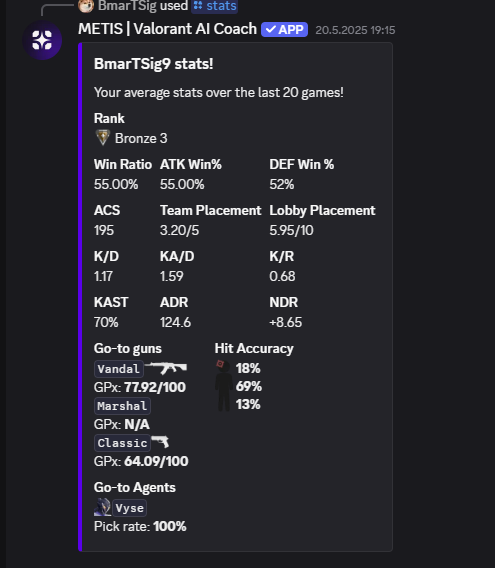 BmarTSig used stats
METIS | Valorant AI Coach ✓ APP 20.5.2025 19:15
BmarTSig9 stats!
Your average stats over the last 20 games!
Rank
Bronze 3
Win Ratio ATK Win% DEF Win %
55.00% 55.00% 52%
ACS Team Placement Lobby Placement
195 3.20/5 5.95/10
K/D KA/D K/R
1.17 1.59 0.68
KAST ADR NDR
70% 124.6 +8.65
Go-to guns Hit Accuracy
Vandal 18%
GPx: 77.92/100 69%
Marshal 13%
GPx: N/A
Classic
GPx: 64.09/100
Go-to Agents
Vyse
Pick rate: 100%